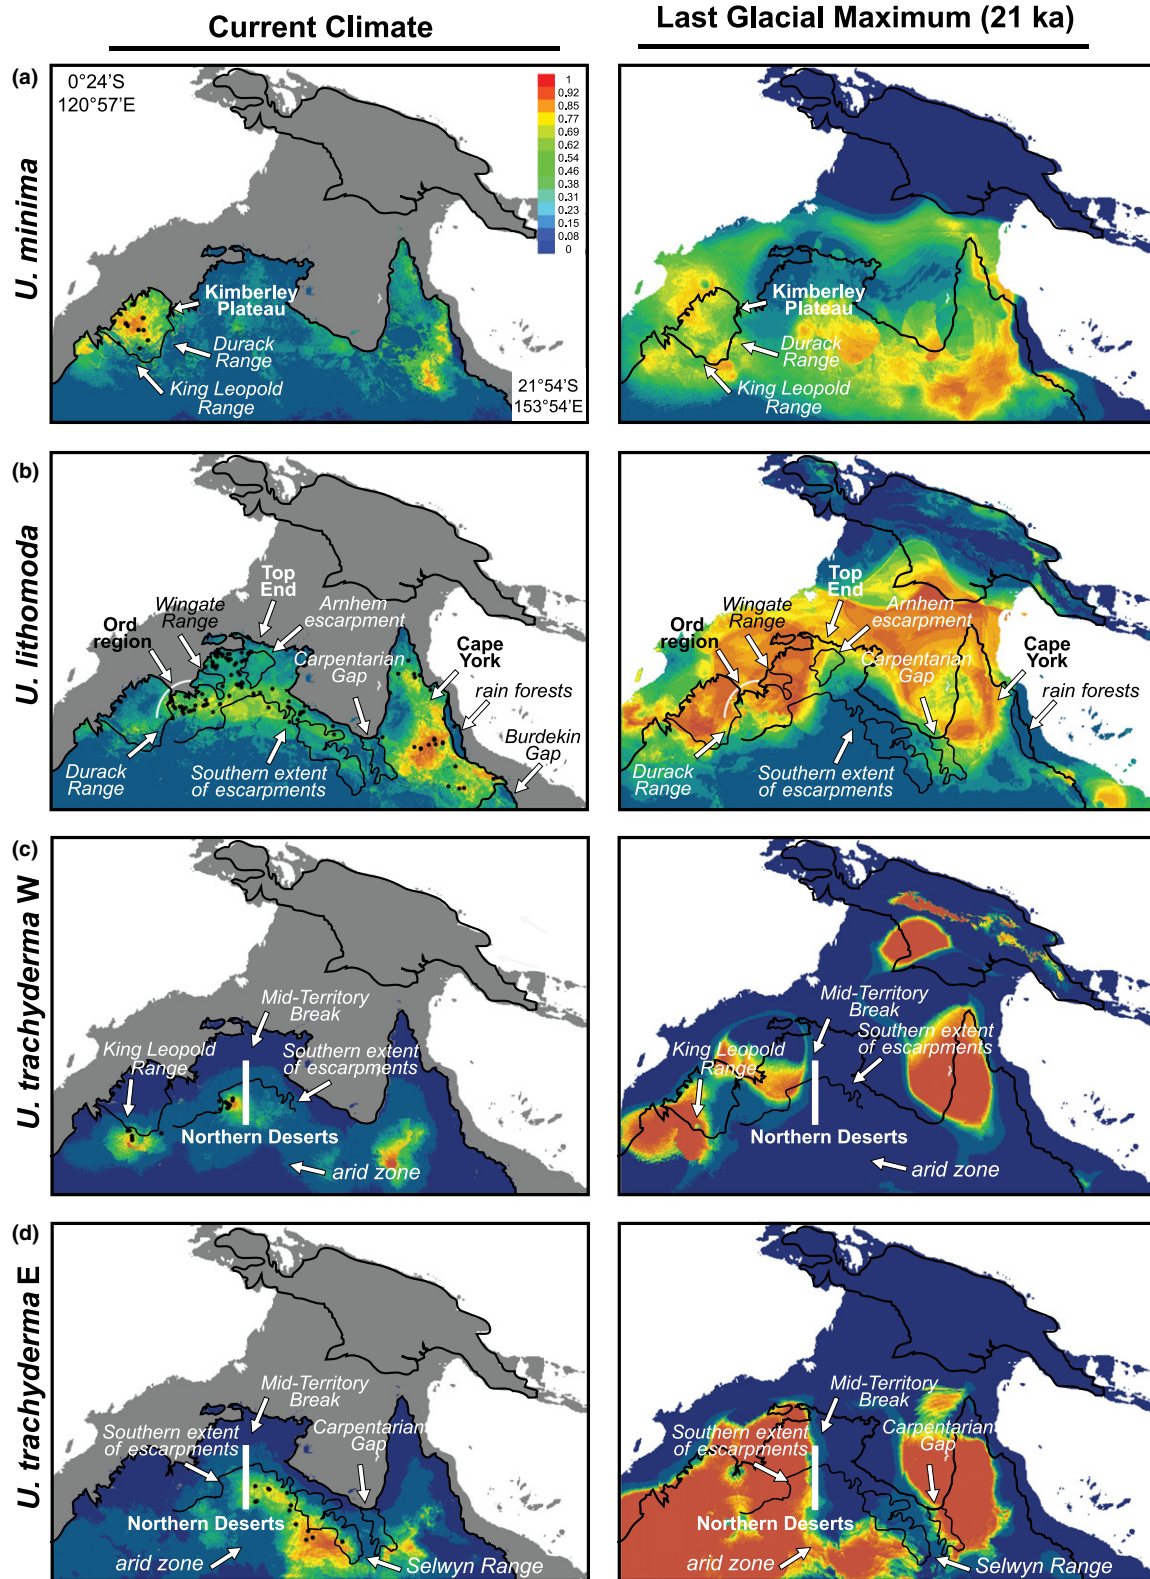 Current Climate
Last Glacial Maximum (21 ka)
(a)
U. minima
0°24'S
120°57'E
1
0.92
0.85
0.77
0.69
0.62
0.54
0.46
0.38
0.31
0.23
0.15
0.08
0
Kimberley
Plateau
Durack
Range
King Leopold
Range
21°54'S
153°54'E
Kimberley
Plateau
Durack
Range
King Leopold
Range
(b)
U. lithomoda
Top
End
Wingate
Range
Arnhem
escarpment
Ord
region
Carpentarian
Gap
Cape
York
rain forests
Burdekin
Gap
Durack
Range
Southern extent
of escarpments
Top
End
Wingate
Range
Arnhem
escarpment
Ord
region
Carpentarian
Gap
Cape
York
rain forests
Durack
Range
Southern extent
of escarpments
(c)
U. trachyderma W
Mid-Territory
Break
King Leopold
Range
Southern extent
of escarpments
Northern Deserts
arid zone
Mid-Territory
Break
Southern extent
of escarpments
King Leopold
Range
Northern Deserts
arid zone
(d)
U. trachyderma E
Mid-Territory
Break
Southern extent
of escarpments
Carpentarian
Gap
Northern Deserts
arid zone
Selwyn Range
Mid-Territory
Break
Southern extent
of escarpments
Carpentarian
Gap
Northern Deserts
arid zone
Selwyn Range